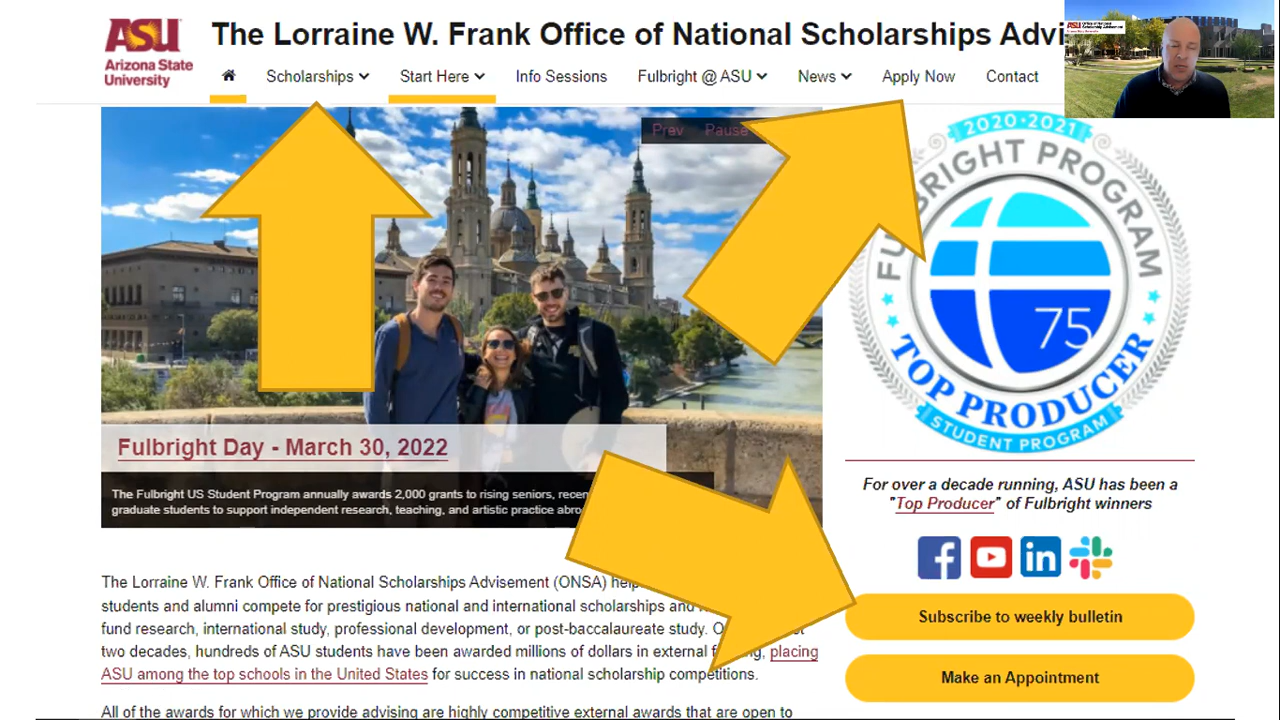 ASU
Arizona State
University
The Lorraine W. Frank Office of National Scholarships Advi
Scholarships
Start Here
Info Sessions
Fulbright @ ASU
News
Apply Now
Contact
Prev
Pause
2020•2021
FULBRIGHT PROGRAM
75
TOP PRODUCER
STUDENT PROGRAM
Fulbright Day - March 30, 2022
The Fulbright US Student Program annually awards 2,000 grants to rising seniors,
graduate students to support independent research, teaching, and artistic practice
For over a decade running, ASU has been a
"Top Producer" of Fulbright winners
Subscribe to weekly bulletin
Make an Appointment
The Lorraine W. Frank Office of National Scholarships Advisement (ONSA)
students and alumni compete for prestigious national and international scholarships and
fund research, international study, professional development, or post-baccalaureate study.
two decades, hundreds of ASU students have been awarded millions of dollars in external placing
ASU among the top schools in the United States for success in national scholarship competitions.
All of the awards for which we provide advising are highly competitive external awards that are open to